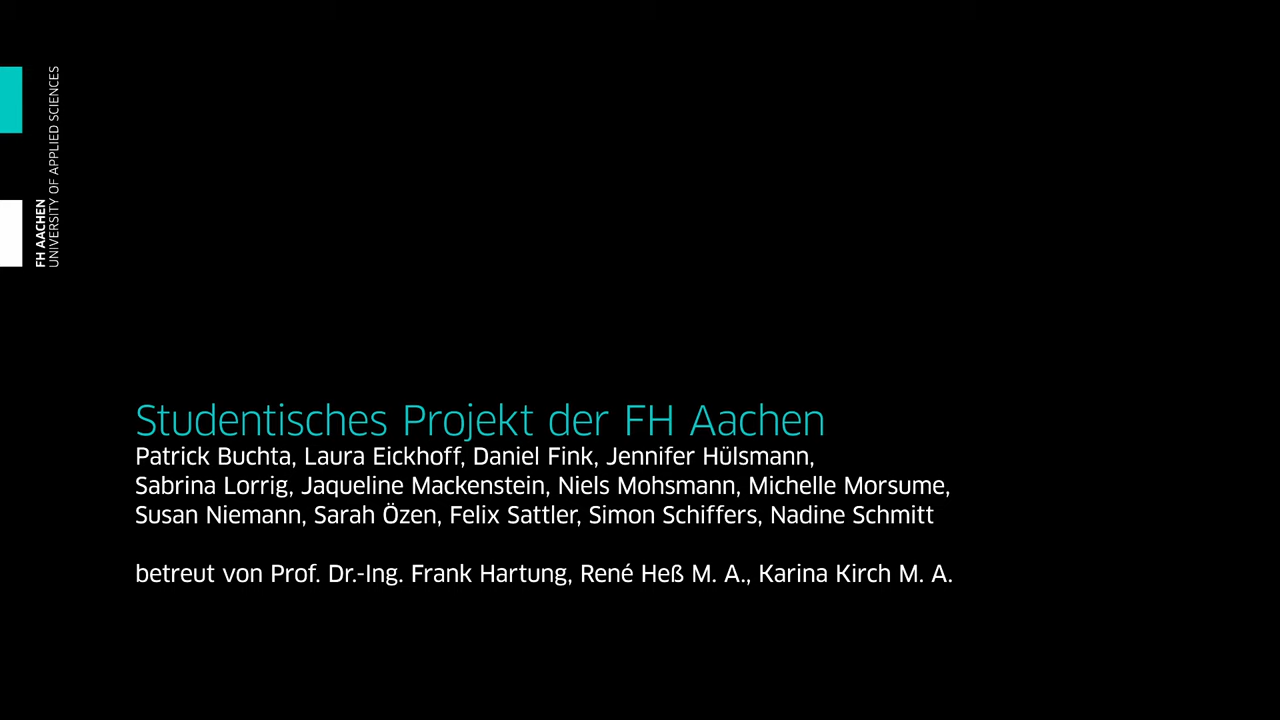 FH AACHEN
UNIVERSITY OF APPLIED SCIENCES
Studentisches Projekt der FH Aachen
Patrick Buchta, Laura Eickhoff, Daniel Fink, Jennifer Hülsmann,
Sabrina Lorrig, Jaqueline Mackenstein, Niels Mohsmann, Michelle Morsume,
Susan Niemann, Sarah Özen, Felix Sattler, Simon Schiffers, Nadine Schmitt
betreut von Prof. Dr.-Ing. Frank Hartung, René Heß M. A., Karina Kirch M. A.